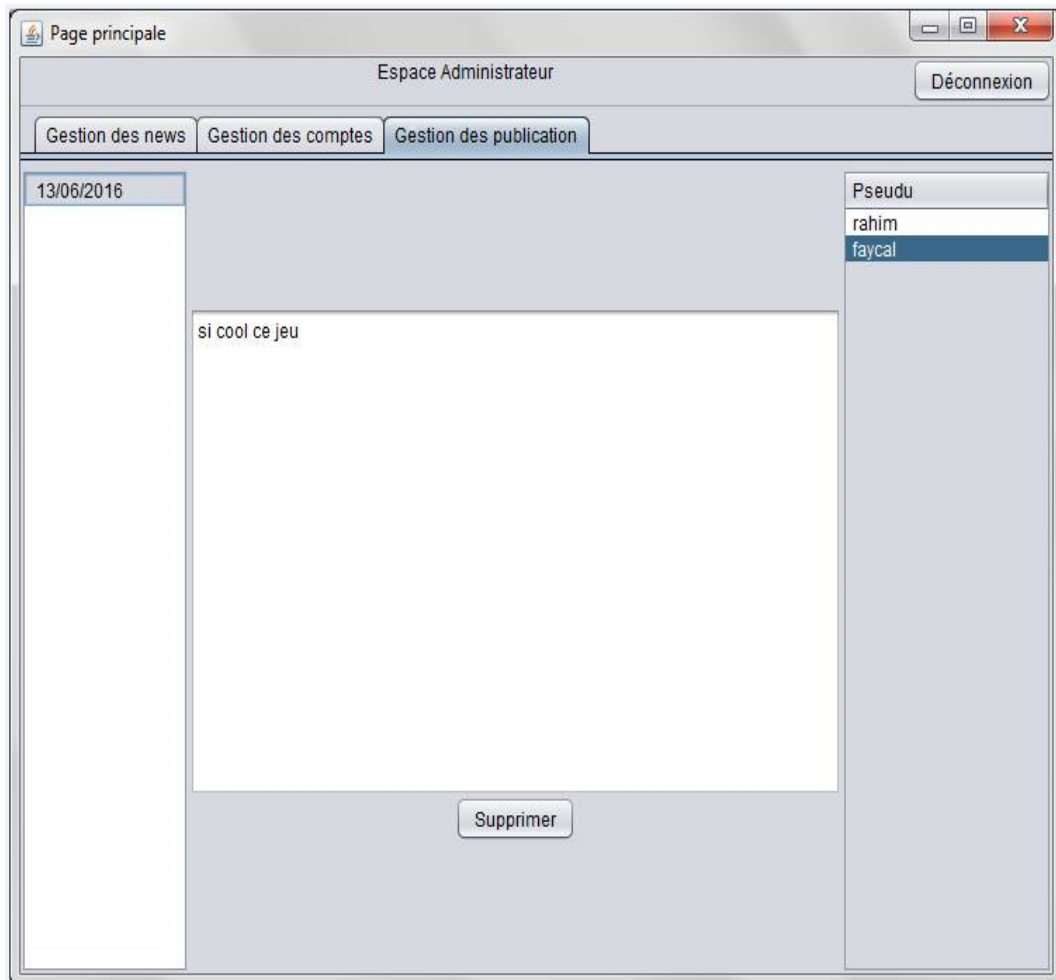 Page principale
Espace Administrateur
Déconnexion
Gestion des news Gestion des comptes Gestion des publication
13/06/2016
Pseudu
rahim
faycal
si cool ce jeu
Supprimer